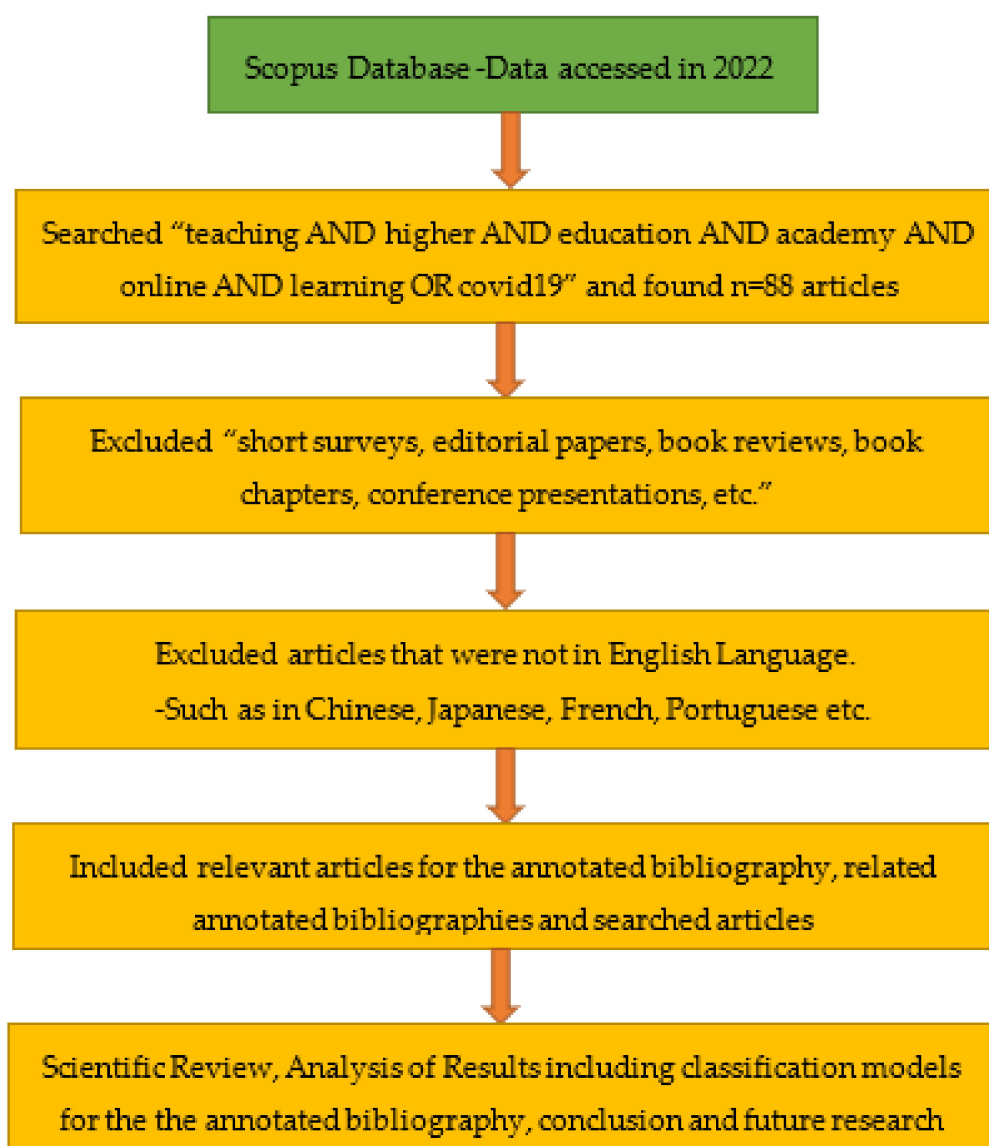 Scopus Database -Data accessed in 2022
Searched “teaching AND higher AND education AND academy AND
online AND learning OR covid19” and found n=88 articles
Excluded “short surveys, editorial papers, book reviews, book
chapters, conference presentations, etc.”
Excluded articles that were not in English Language.
-Such as in Chinese, Japanese, French, Portuguese etc.
Included relevant articles for the annotated bibliography, related
annotated bibliographies and searched articles
Scientific Review, Analysis of Results including classification models
for the the annotated bibliography, conclusion and future research